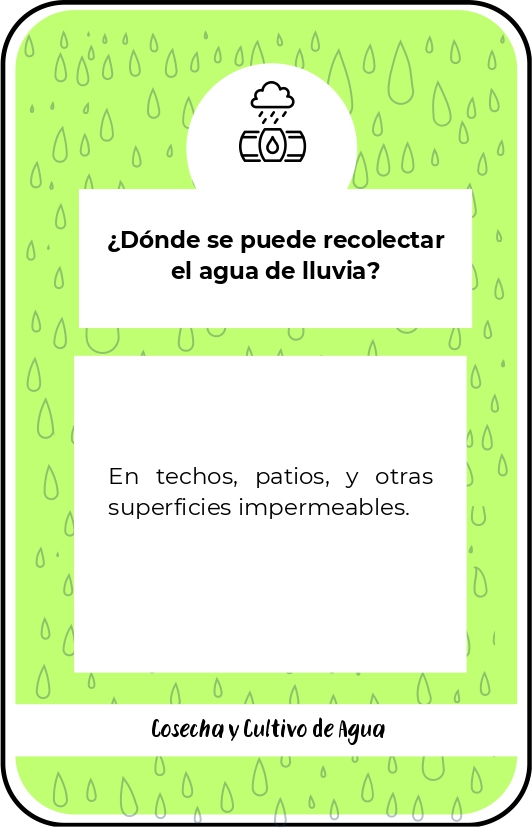 ¿Dónde se puede recolectar
el agua de lluvia?
En techos, patios, y otras
superficies impermeables.
Cosecha y Cultivo de Agua